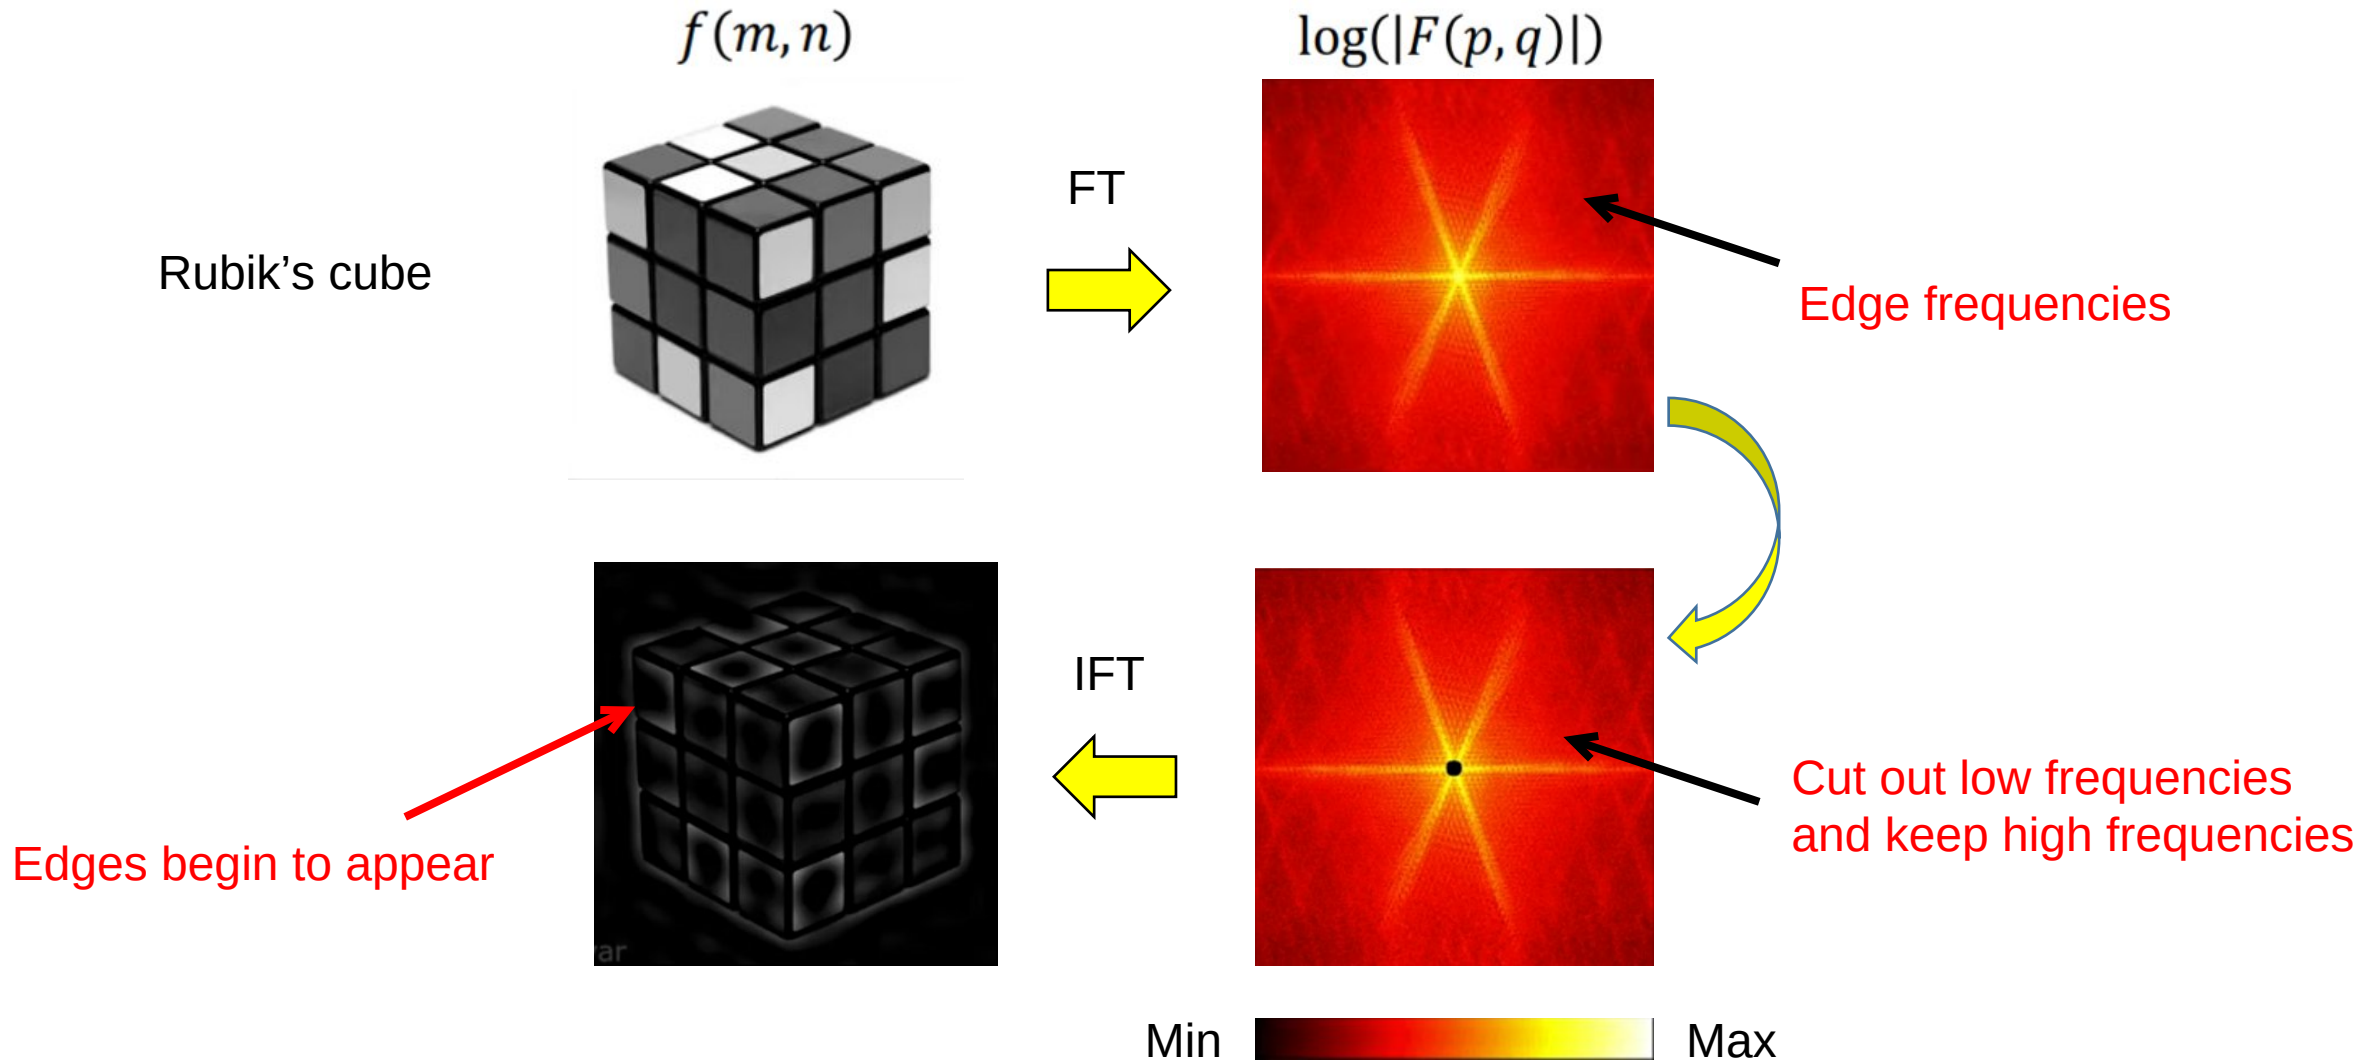 f(m,n)
log(|F(p,q)|)
Rubik’s cube
FT
Edge frequencies
IFT
Cut out low frequencies
and keep high frequencies
Edges begin to appear
ar
Min
Max